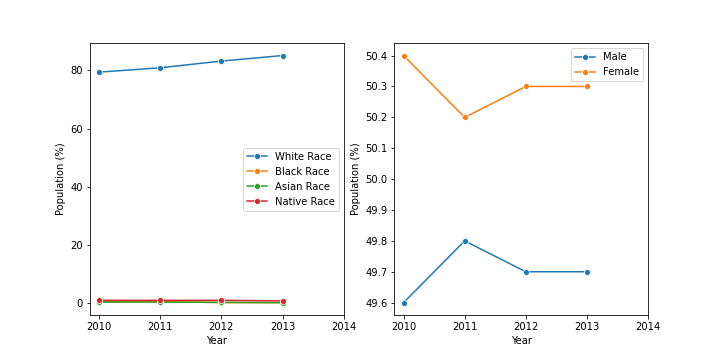 80
60
40
20
0
Population (%)
2010 2011 2012 2013 2014
Year
White Race
Black Race
Asian Race
Native Race
50.4
50.3
50.2
50.1
50.0
49.9
49.8
49.7
49.6
Population (%)
2010 2011 2012 2013 2014
Year
Male
Female